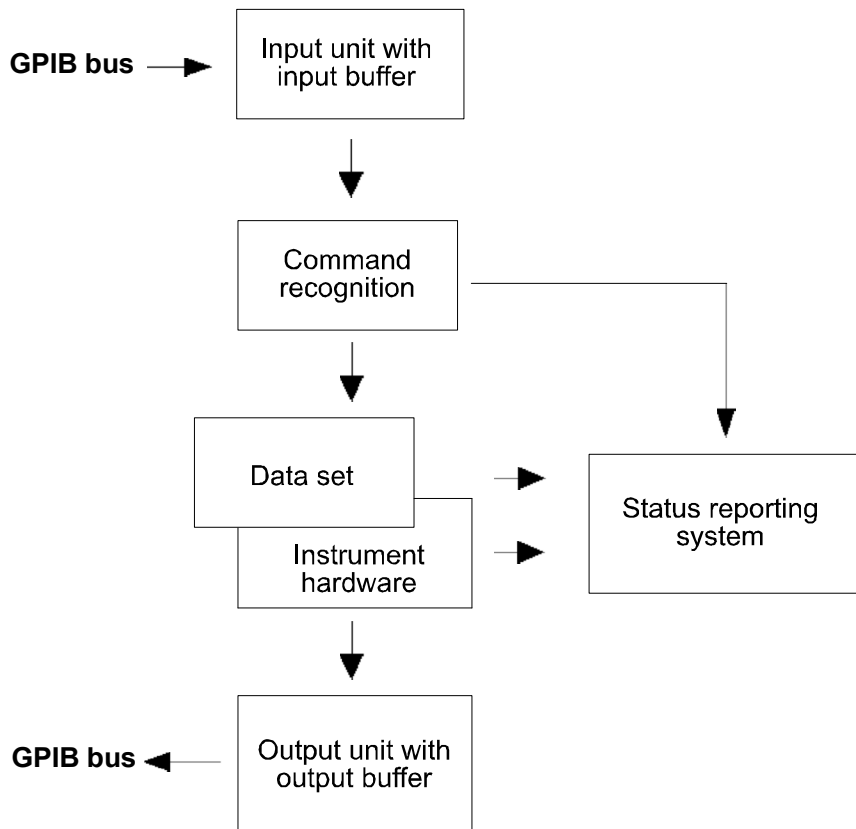 GPIB bus
Input unit with
input buffer
Command
recognition
Data set
Instrument
hardware
Status reporting
system
GPIB bus
Output unit with
output buffer